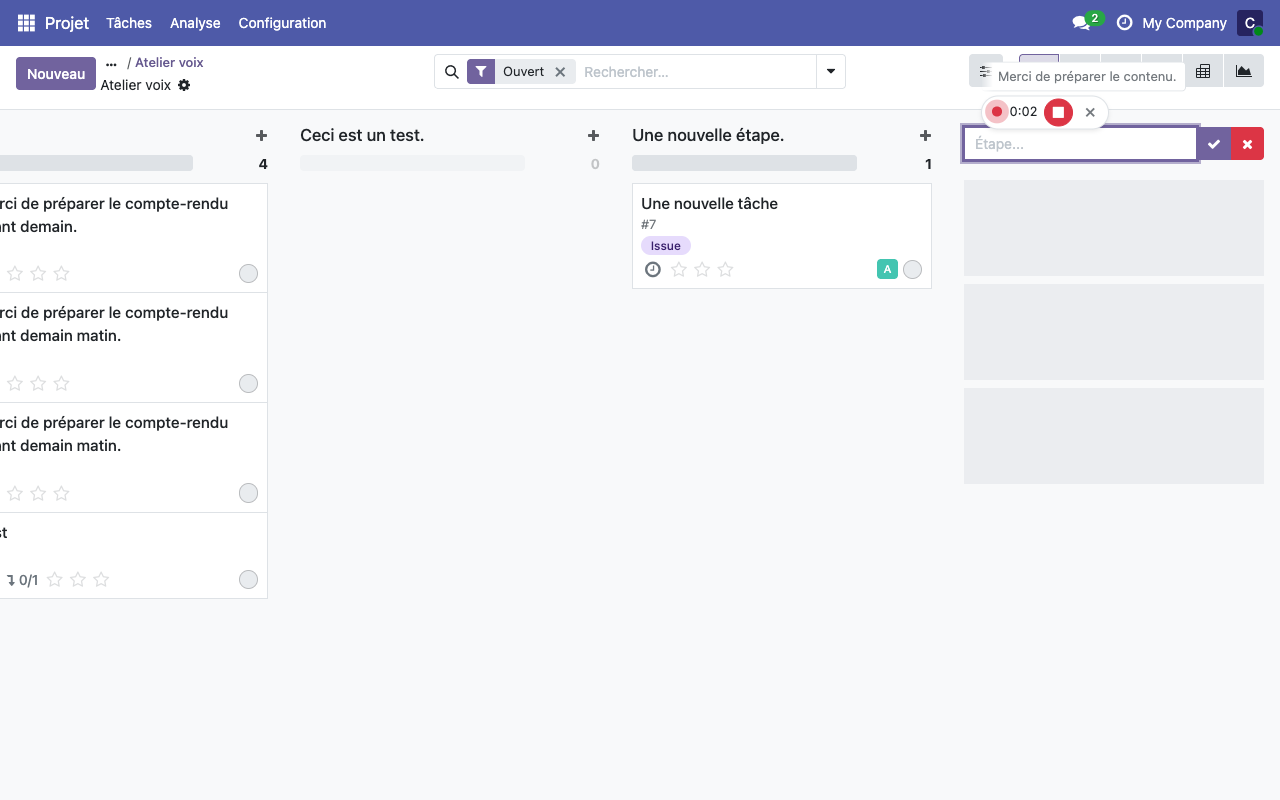 Projet Tâches Analyse Configuration 2 My Company C
Nouveau ... / Atelier voix
Atelier voix
Ouvert Rechercher...
Merci de préparer le contenu.
0:02
4
Ceci est un test.
0
Une nouvelle étape.
1
Étape...
rci de préparer le compte-rendu
nt demain.
rci de préparer le compte-rendu
nt demain matin.
rci de préparer le compte-rendu
nt demain matin.
st
0/1
Une nouvelle tâche
#7
Issue
A